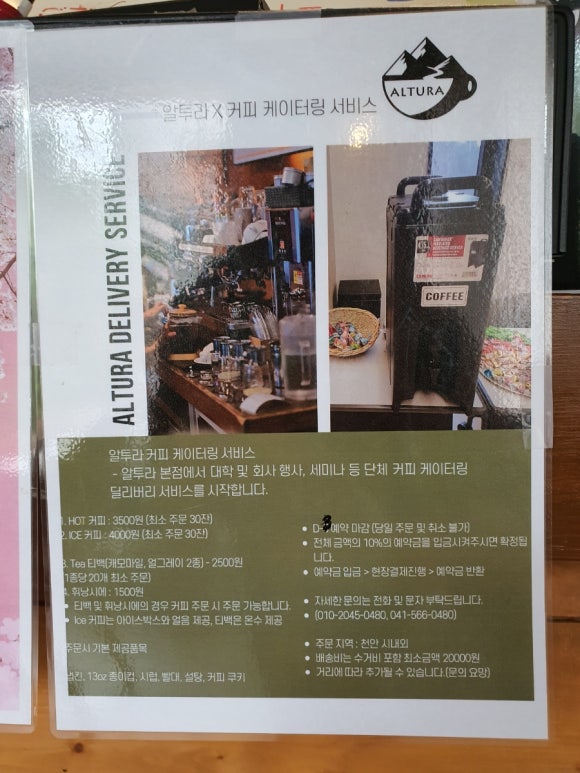 ALTURA
알투라 X 커피 케이터링 서비스
ALTURA DELIVERY SERVICE
COFFEE
알투라 커피 케이터링 서비스
- 알투라 본점에서 대학 및 회사 행사, 세미나 등 단체 커피 케이터링
딜리버리 서비스를 시작합니다.
1. HOT 커피 : 3500원 (최소 주문 30잔)
2. ICE 커피 : 4000원 (최소 주문 30잔)
3. Tea 티백(캐모마일, 얼그레이 2종) - 2500원
(1종당 20개 최소 주문)
4. 휘낭시에 : 1500원
• 티백 및 휘낭시에의 경우 커피 주문 시 주문 가능합니다.
• Ice 커피는 아이스박스와 얼음 제공, 티백은 온수 제공
주문시 기본 제공품목
냅킨, 13oz 종이컵, 시럽, 빨대, 설탕, 커피 쿠키
• D-3 예약 마감 (당일 주문 및 취소 불가)
• 전체 금액의 10%의 예약금을 입금시켜주시면 확정됩
니다.
• 예약금 입금 > 현장결제진행 > 예약금 반환
• 자세한 문의는 전화 및 문자 부탁드립니다.
• (010-2045-0480, 041-566-0480)
• 주문 지역 : 천안 시내외
• 배송비는 수거비 포함 최소금액 20000원
• 거리에 따라 추가될 수 있습니다.(문의 요망)